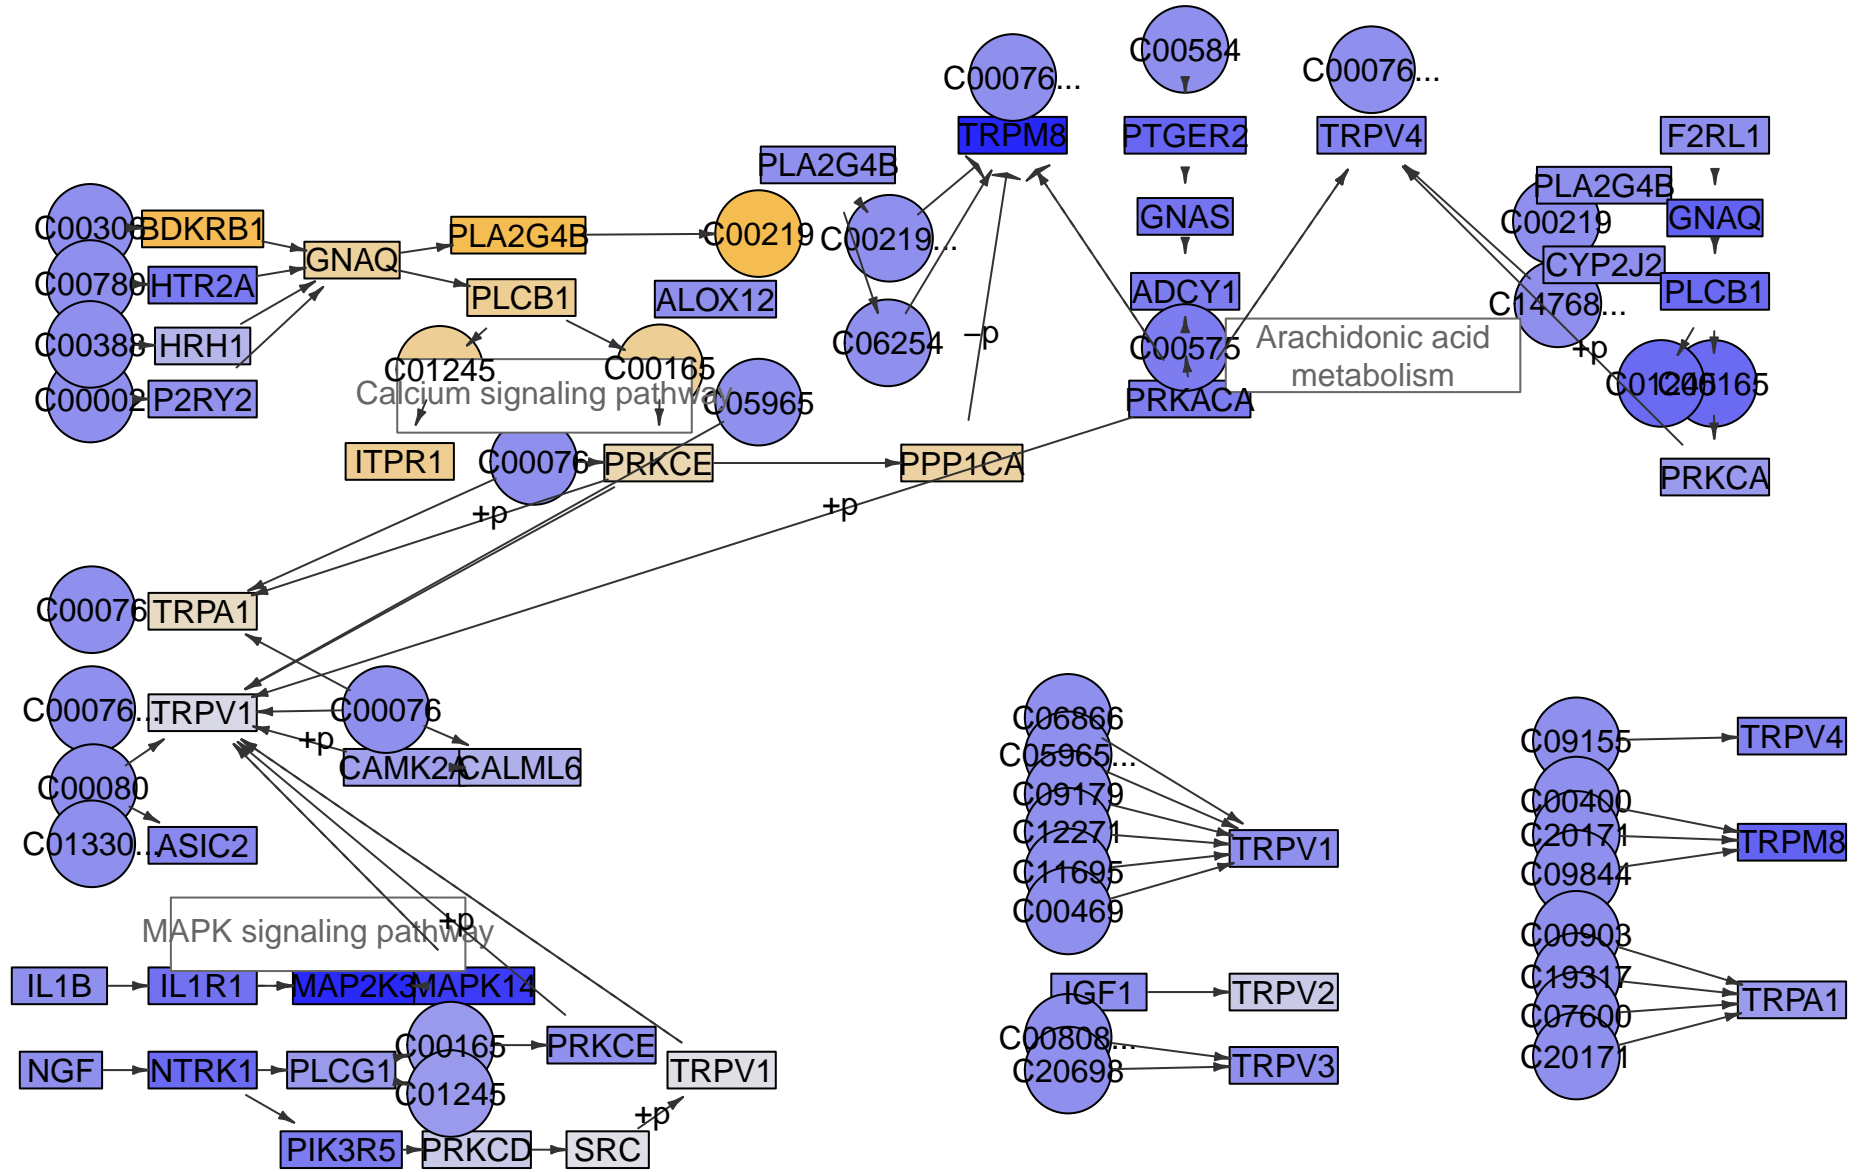 C00584
C00076...
C00076...
TRPM8
PTGER2
TRPV4
F2RL1
PLA2G4B
PLA2G4B
C00219
GNAS
GNAQ
BDKRB1
PLA2G4B
C00219
C00219...
GNAQ
CYP2J2
HTR2A
PLCB1
ALOX12
ADCY1
C14768...
PLCB1
C00388
HRH1
C01245
C00165
C06254
–p
C00575
Arachidonic acid
metabolism
+p
Calcium signaling pathway
C00002
P2RY2
C05965
PRKACA
C01245
C00165
ITPR1
C00076
PRKCE
PPP1CA
PRKCA
+p
+p
C00076
TRPA1
C00076...
TRPV1
C00076
+p
C06866
C05965...
C09155
TRPV4
CAMK2A
CALML6
C00080
C09179
C00400
C01330...
ASIC2
C12271
TRPV1
C20171
TRPM8
C11695
C09844
C00469
+p
MAPK signaling pathway
C00903
IL1B
IL1R1
MAP2K3
MAPK14
IGF1
TRPV2
C19317
TRPA1
C07600
C00165
PRKCE
C00808...
C20698
TRPV3
C20171
NGF
NTRK1
PLCG1
TRPV1
C01245
+p
PIK3R5
PRKCD
SRC